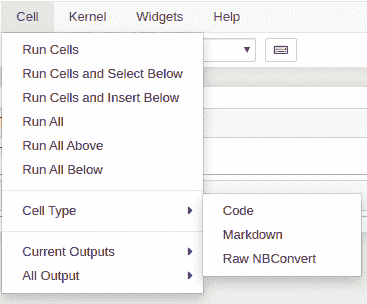 Cell Kernel Widgets Help
Run Cells
Run Cells and Select Below
Run Cells and Insert Below
Run All
Run All Above
Run All Below
Cell Type
Code
Markdown
Raw NBConvert
Current Outputs
All Output